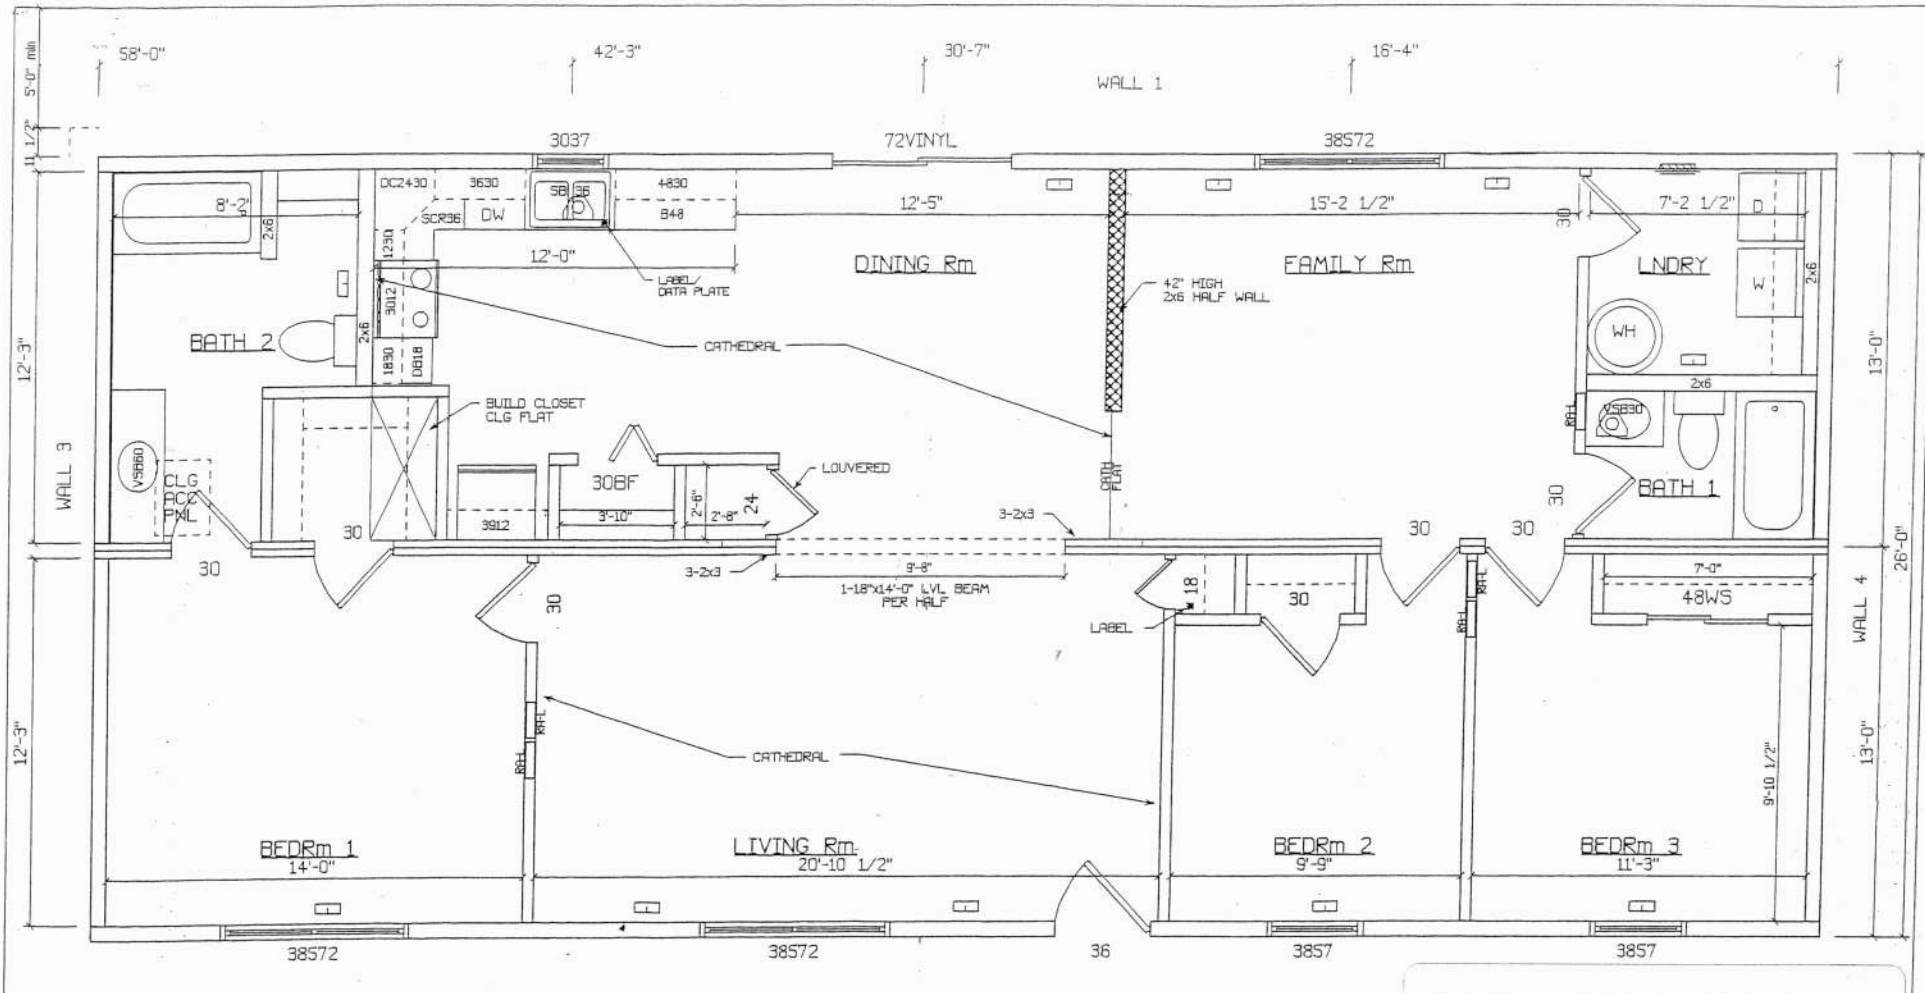 58'-0"
42'-3"
30'-7"
16'-4"
WALL 1
5'-0" min
11 1/2"
3037
72VINYL
38572
DC2430
3630
SB 36
4830
8'-2"
2x6
SCR36
DW
B48
12'-5"
15'-2 1/2"
30
7'-2 1/2"
D
1230
12'-0"
LABEL/
DATA PLATE
DINING Rm
FAMILY Rm
LNDRY
2x6
W
3012
42" HIGH
2x6 HALF WALL
BATH 2
2x6
CATHEDRAL
WH
12'-3"
13'-0"
1830
DB18
2x6
BUILD CLOSET
CLG FLAT
VSB30
RA-L
WALL 3
VSB60
CLG
ACC
PNL
30BF
LOUVERED
CATH
FLAT
BATH 1
2'-6"
24
30
3912
3'-10"
2'-8"
3-2x3
30
30
30
26'-0"
30
3-2x3
9'-8"
1-18"x14'-0" LVL BEAM
PER HALF
30
18
30
RA-L
RA-L
7'-0"
48WS
LABEL
WALL 4
RA-L
RA-L
CATHEDRAL
12'-3"
13'-0"
9'-10 1/2"
BEDRm 1
14'-0"
LIVING Rm
20'-10 1/2"
BEDRm 2
9'-9"
BEDRm 3
11'-3"
38572
38572
36
3857
3857